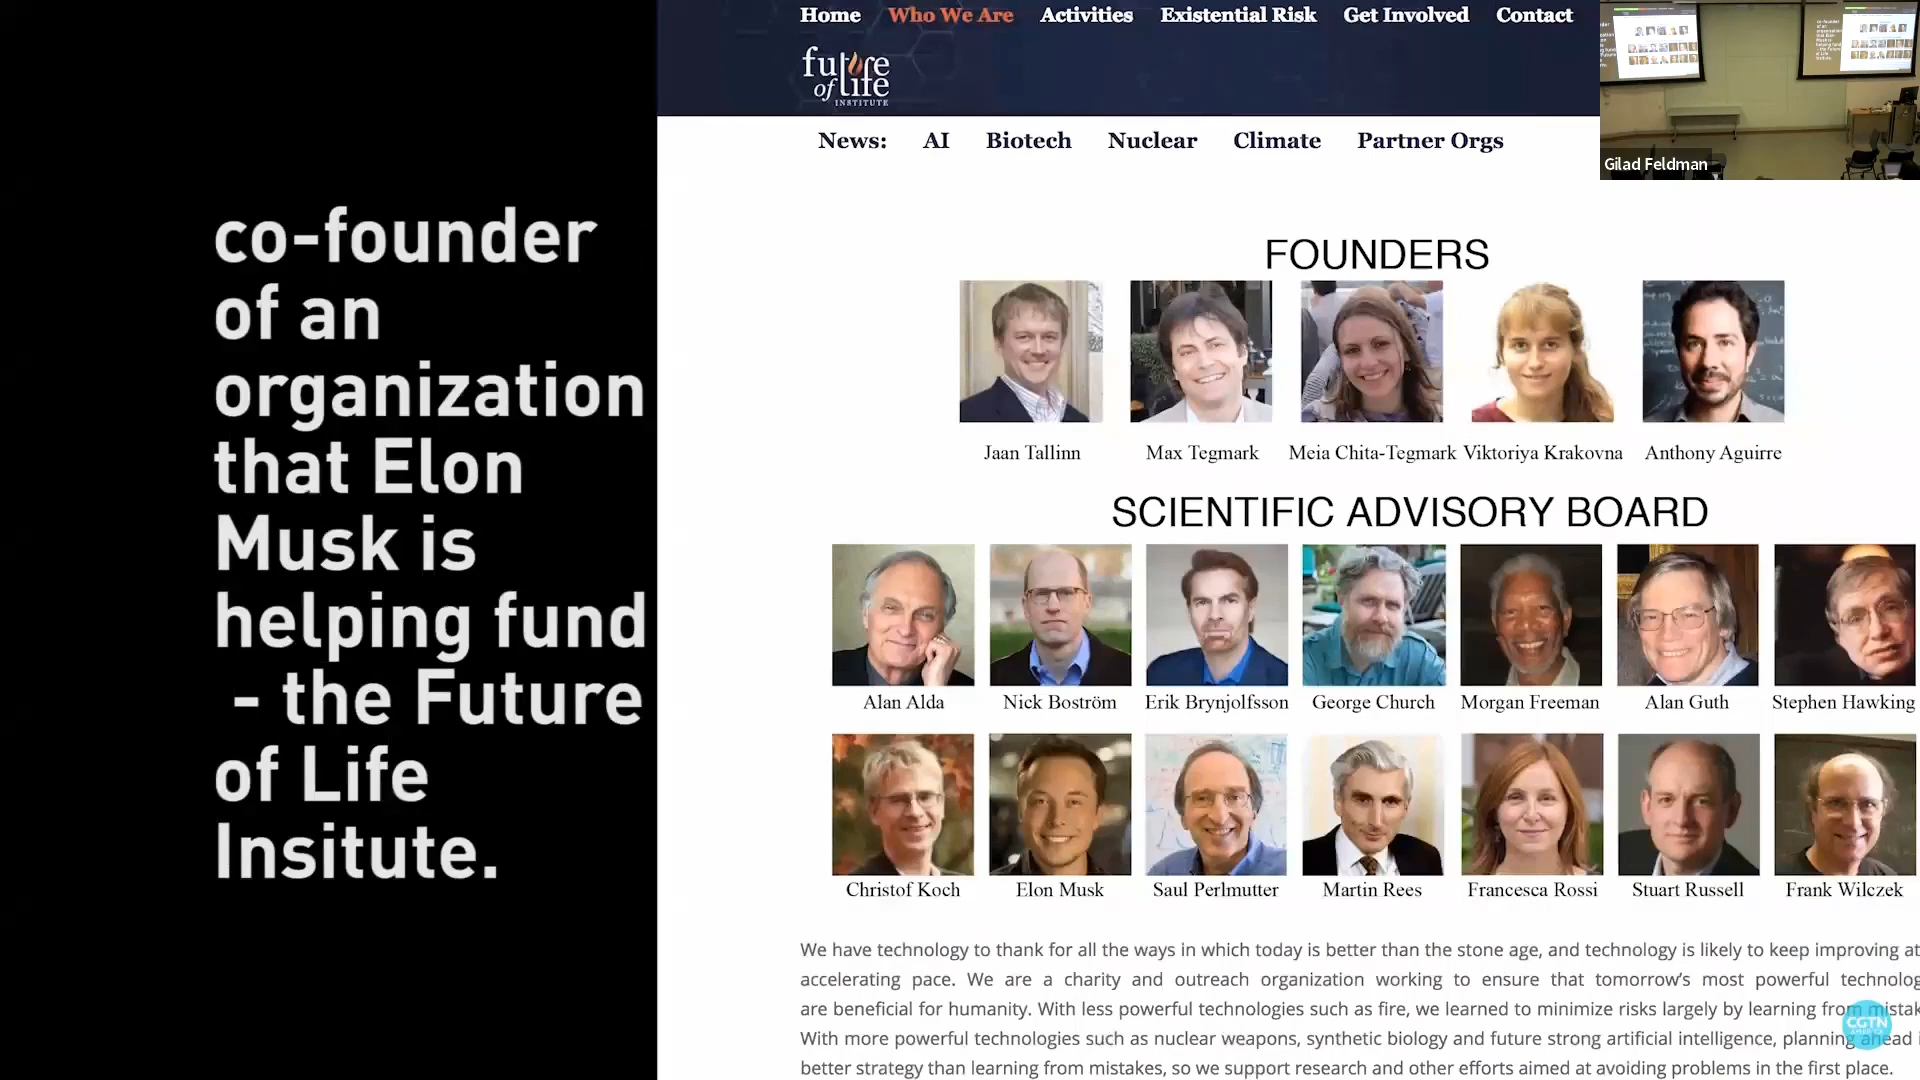 Home Who We Are Activities Existential Risk Get Involved Contact
future
of life
INSTITUTE
News: AI Biotech Nuclear Climate Partner Orgs
Gilad Feldman
co-founder
of an
organization
that Elon
Musk is
helping fund
- the Future
of Life
Insitute.
FOUNDERS
Jaan Tallinn Max Tegmark Meia Chita-Tegmark Viktoriya Krakovna Anthony Aguirre
SCIENTIFIC ADVISORY BOARD
Alan Alda Nick Boström Erik Brynjolfsson George Church Morgan Freeman Alan Guth Stephen Hawking
Christof Koch Elon Musk Saul Perlmutter Martin Rees Francesca Rossi Stuart Russell Frank Wilczek
We have technology to thank for all the ways in which today is better than the stone age, and technology is likely to keep improving at
accelerating pace. We are a charity and outreach organization working to ensure that tomorrow's most powerful technolog
are beneficial for humanity. With less powerful technologies such as fire, we learned to minimize risks largely by learning from mistak
With more powerful technologies such as nuclear weapons, synthetic biology and future strong artificial intelligence, planning ahead i
better strategy than learning from mistakes, so we support research and other efforts aimed at avoiding problems in the first place.
CGTN
AMERICA